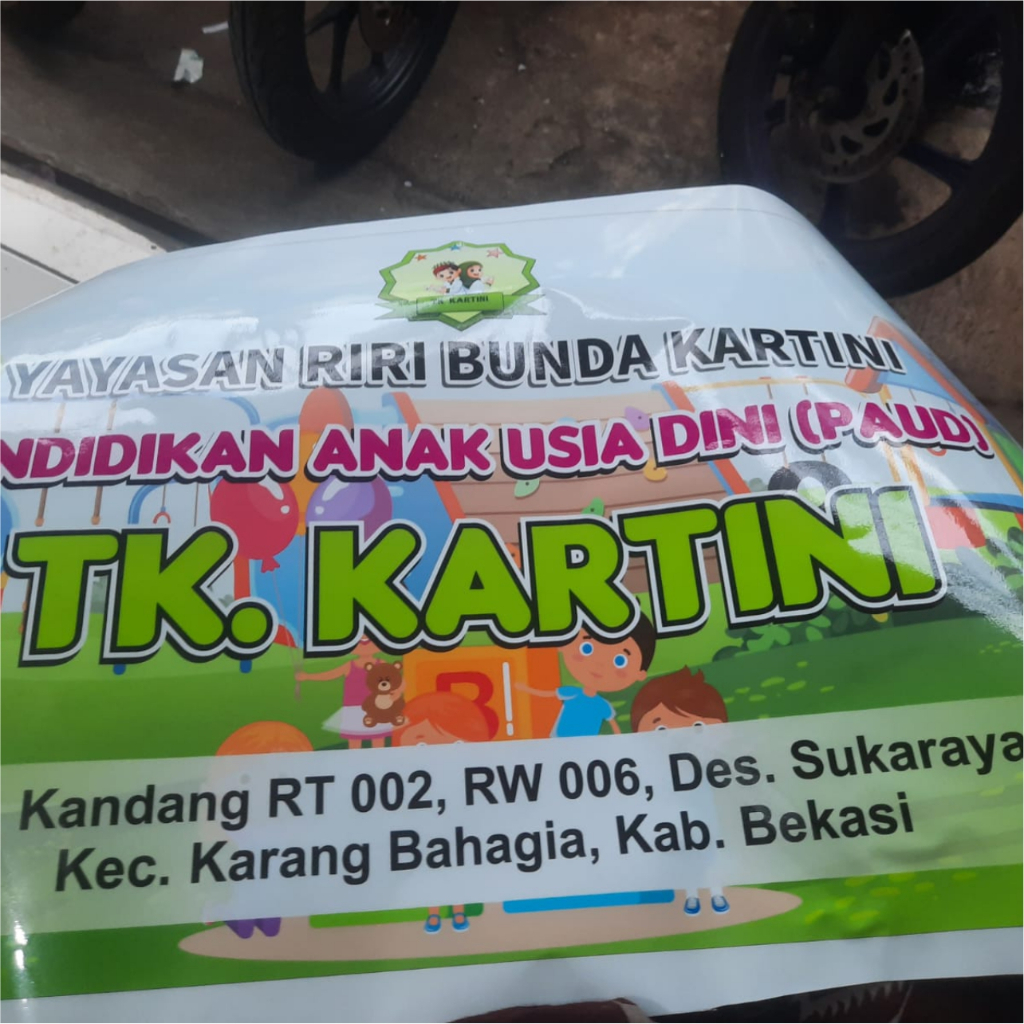 TK KARTINI
YAYASAN RIRI BUNDA KARTINI
NDIDIKAN ANAK USIA DINI (PAUD)
TK. KARTINI
B
Kandang RT 002, RW 006, Des. Sukaraya
Kec. Karang Bahagia, Kab. Bekasi